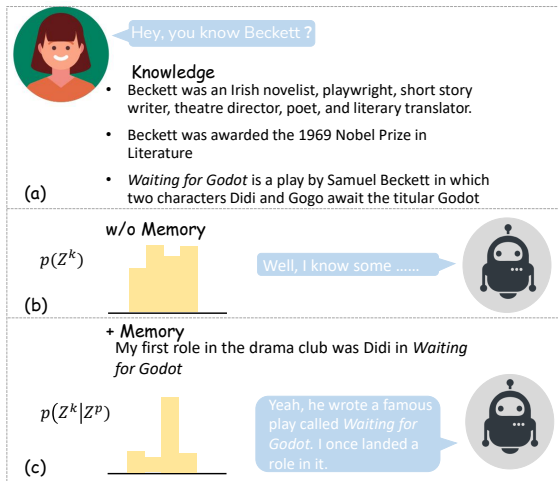 Hey, you know Beckett ?
Knowledge
• Beckett was an Irish novelist, playwright, short story
writer, theatre director, poet, and literary translator.
• Beckett was awarded the 1969 Nobel Prize in
Literature
• Waiting for Godot is a play by Samuel Beckett in which
two characters Didi and Gogo await the titular Godot
(a)
w/o Memory
p(Z^k)
Well, I know some ......
(b)
+ Memory
My first role in the drama club was Didi in Waiting
for Godot
p(Z^k|Z^p)
Yeah, he wrote a famous
play called Waiting for
Godot. I once landed a
role in it.
(c)